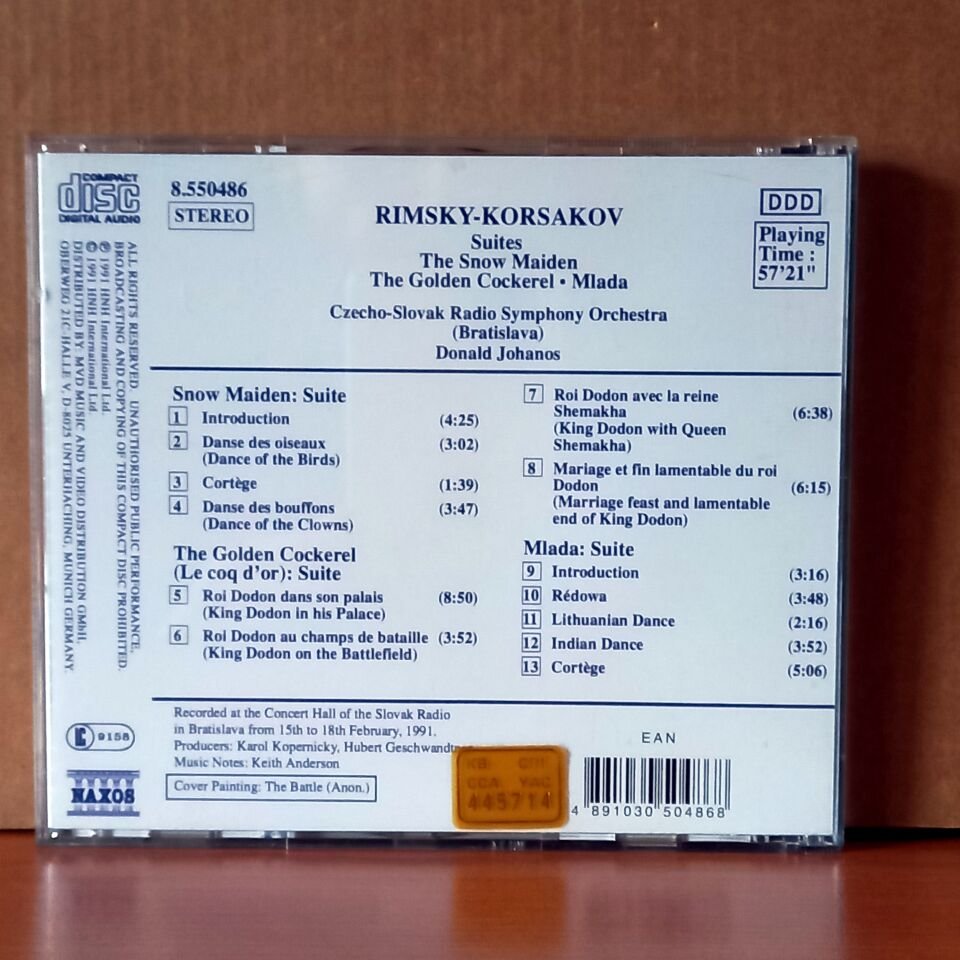 COMPACT
disc
DIGITAL AUDIO
8.550486
STEREO
RIMSKY-KORSAKOV
Suites
The Snow Maiden
The Golden Cockerel • Mlada
Czecho-Slovak Radio Symphony Orchestra
(Bratislava)
Donald Johanos
DDD
Playing
Time :
57'21"
ALL RIGHTS RESERVED. UNAUTHORISED PUBLIC PERFORMANCE,
BROADCASTING AND COPYING OF THIS COMPACT DISC PROHIBITED.
℗ 1991 HNH International Ltd.
© 1991 HNH International Ltd.
DISTRIBUTED BY: MVD MUSIC AND VIDEO DISTRIBUTION GMbH,
OBERWEG 21C-HALLE V, D-8025 UNTERHACHING, MUNICH GERMANY.
Snow Maiden: Suite
1 Introduction (4:25)
2 Danse des oiseaux (3:02)
(Dance of the Birds)
3 Cortège (1:39)
4 Danse des bouffons (3:47)
(Dance of the Clowns)
The Golden Cockerel
(Le coq d'or): Suite
5 Roi Dodon dans son palais (8:50)
(King Dodon in his Palace)
6 Roi Dodon au champs de bataille (3:52)
(King Dodon on the Battlefield)
7 Roi Dodon avec la reine
Shemakha (6:38)
(King Dodon with Queen
Shemakha)
8 Mariage et fin lamentable du roi
Dodon (6:15)
(Marriage feast and lamentable
end of King Dodon)
Mlada: Suite
9 Introduction (3:16)
10 Rédowa (3:48)
11 Lithuanian Dance (2:16)
12 Indian Dance (3:52)
13 Cortège (5:06)
Recorded at the Concert Hall of the Slovak Radio
in Bratislava from 15th to 18th February, 1991.
Producers: Karol Kopernicky, Hubert Geschwandt
Music Notes: Keith Anderson
Cover Painting: The Battle (Anon.)
LC 9158
NAXOS
445714
EAN
4 891030 504868